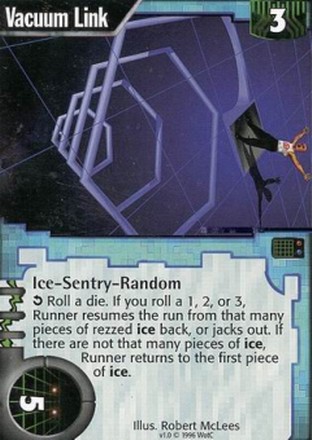 Vacuum Link
3
Ice-Sentry-Random
Roll a die. If you roll a 1, 2, or 3,
Runner resumes the run from that many
pieces of rezzed ice back, or jacks out. If
there are not that many pieces of ice,
Runner returns to the first piece
of ice.
5
Illus. Robert McLees
v1.0 © 1996 WotC